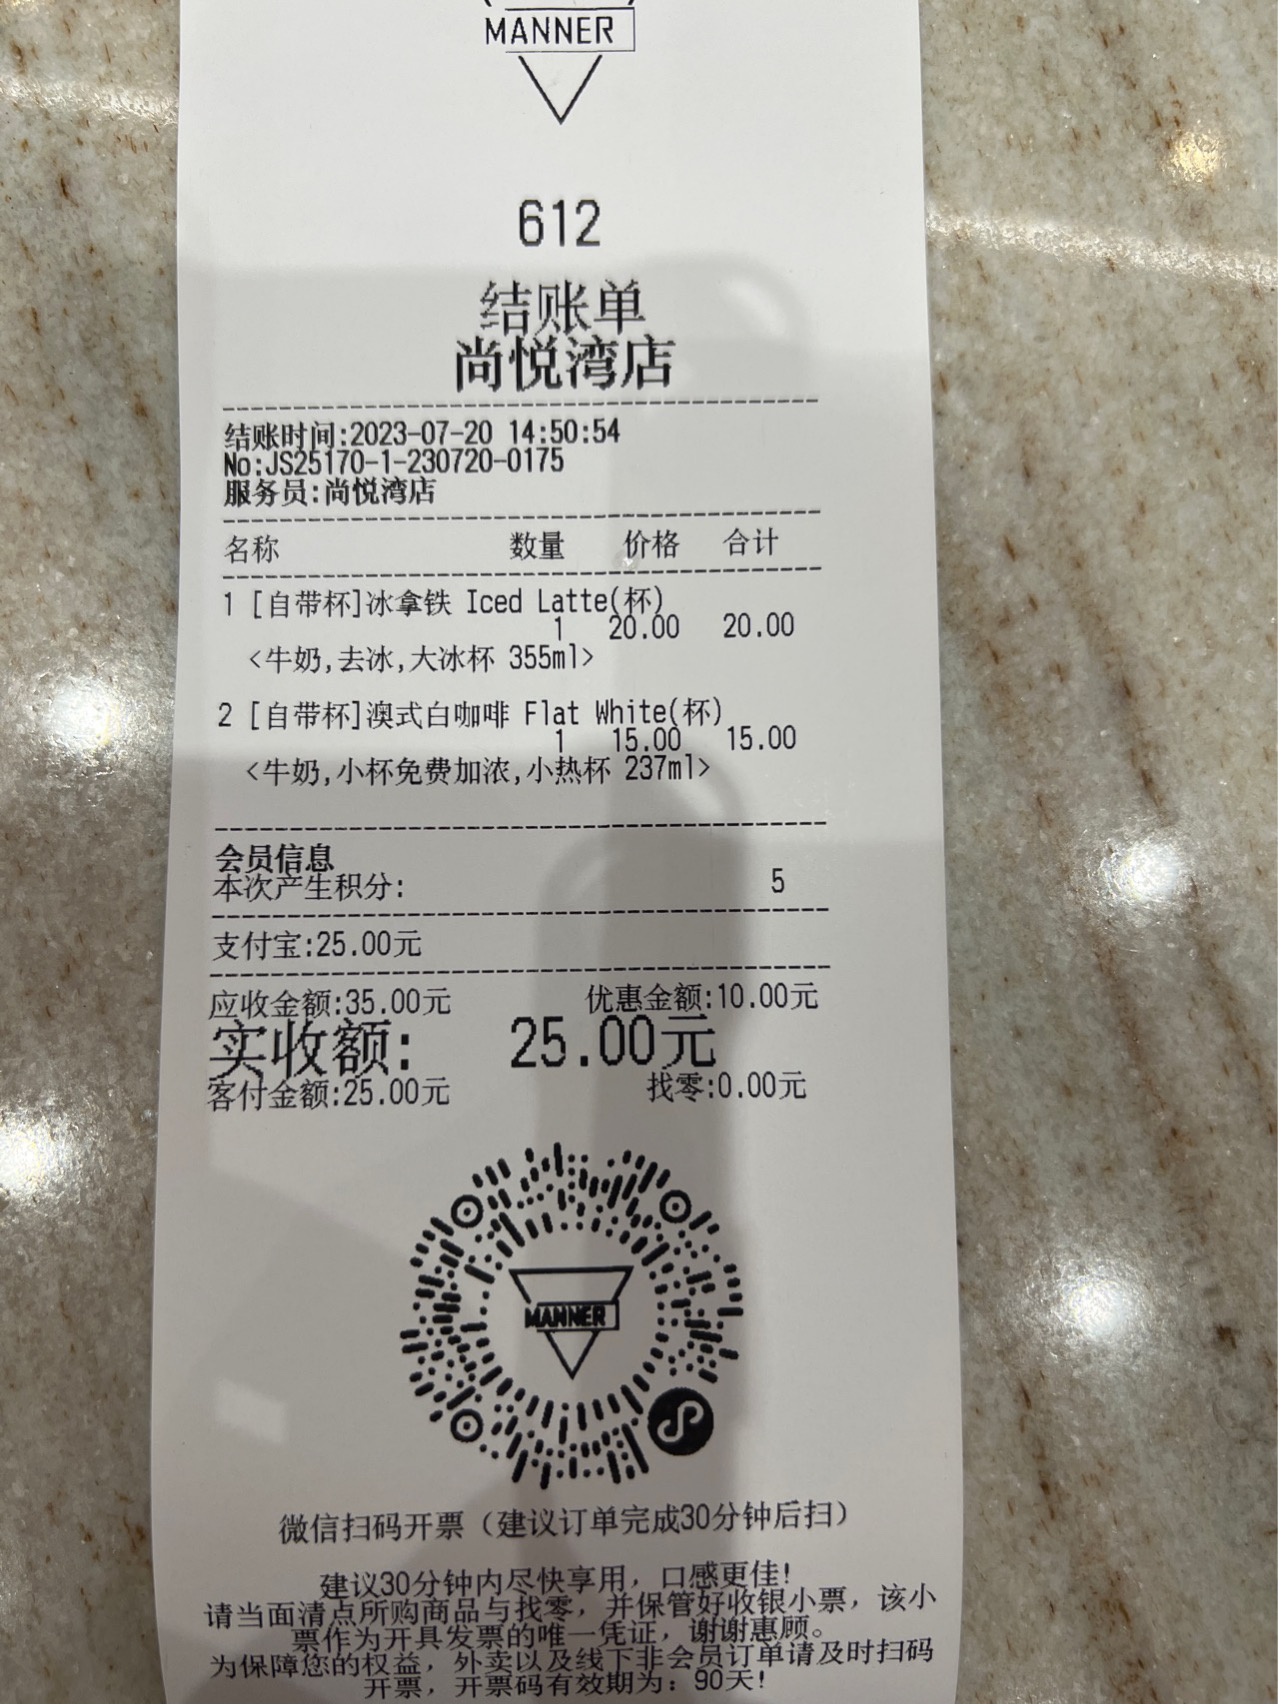 MANNER
612
结账单
尚悦湾店
结账时间:2023-07-20 14:50:54
No:JS25170-1-230720-0175
服务员:尚悦湾店
名称 数量 价格 合计
1 [自带杯]冰拿铁 Iced Latte(杯)
1 20.00 20.00
<牛奶,去冰,大冰杯 355ml>
2 [自带杯]澳式白咖啡 Flat White(杯)
1 15.00 15.00
<牛奶,小杯免费加浓,小热杯 237ml>
会员信息
本次产生积分: 5
支付宝:25.00元
应收金额:35.00元 优惠金额:10.00元
实收额: 25.00元
客付金额:25.00元 找零:0.00元
MANNER
微信扫码开票（建议订单完成30分钟后扫）
建议30分钟内尽快享用，口感更佳!
请当面清点所购商品与找零，并保管好收银小票，该小
票作为开具发票的唯一凭证，谢谢惠顾。
为保障您的权益，外卖以及线下非会员订单请及时扫码
开票，开票码有效期为：90天!